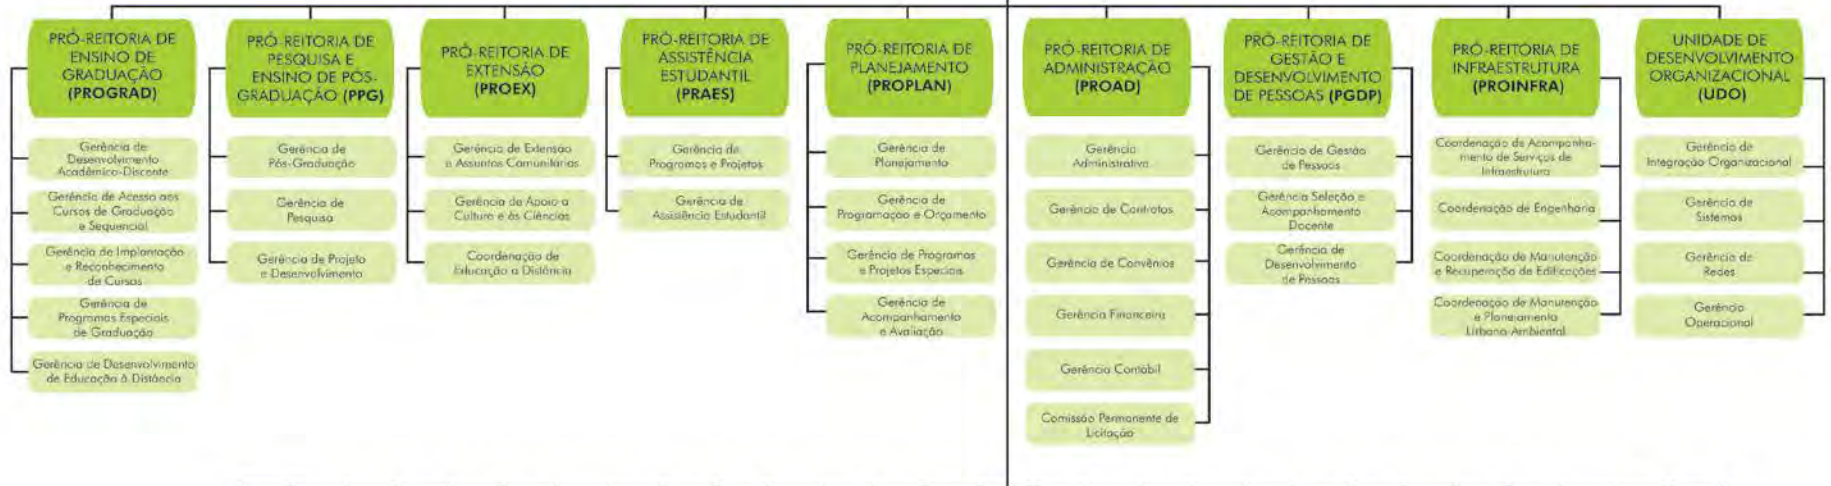 PRÓ-REITORIA DE
ENSINO DE
GRADUAÇÃO
(PROGRAD)
Gerência de
Desenvolvimento
Acadêmico-Discente
Gerência de Acesso aos
Cursos de Graduação
e Sequencial
Gerência de Implantação
e Reconhecimento
de Cursos
Gerência de
Programas Especiais
de Graduação
Gerência de Desenvolvimento
de Educação à Distância
PRÓ-REITORIA DE
PESQUISA E
ENSINO DE PÓS-
GRADUAÇÃO (PPG)
Gerência de
Pós-Graduação
Gerência de
Pesquisa
Gerência de Projeto
e Desenvolvimento
PRÓ-REITORIA DE
EXTENSÃO
(PROEX)
Gerência de Extensão
e Assuntos Comunitários
Gerência de Apoio a
Cultura e às Ciências
Coordenação de
Educação a Distância
PRÓ-REITORIA DE
ASSISTÊNCIA
ESTUDANTIL
(PRAES)
Gerência de
Programas e Projetos
Gerência de
Assistência Estudantil
PRÓ-REITORIA DE
PLANEJAMENTO
(PROPLAN)
Gerência de
Planejamento
Gerência de
Programação e Orçamento
Gerência de Programas
e Projetos Especiais
Gerência de
Acompanhamento
e Avaliação
PRÓ-REITORIA DE
ADMINISTRAÇÃO
(PROAD)
Gerência
Administrativa
Gerência de Contratos
Gerência de Convênios
Gerência Financeira
Gerência Contábil
Comissão Permanente de
Licitação
PRÓ-REITORIA DE
GESTÃO E
DESENVOLVIMENTO
DE PESSOAS (PGDP)
Gerência de Gestão
de Pessoas
Gerência Seleção e
Acompanhamento
Docente
Gerência de
Desenvolvimento
de Pessoas
PRÓ-REITORIA DE
INFRAESTRUTURA
(PROINFRA)
Coordenação de Acompanha-
mento de Serviços de
Infraestrutura
Coordenação de Engenharia
Coordenação de Manutenção
e Recuperação de Edificações
Coordenação de Manutenção
e Planejamento
Urbano-Ambiental
UNIDADE DE
DESENVOLVIMENTO
ORGANIZACIONAL
(UDO)
Gerência de
Integração Organizacional
Gerência de
Sistemas
Gerência de
Redes
Gerência
Operacional